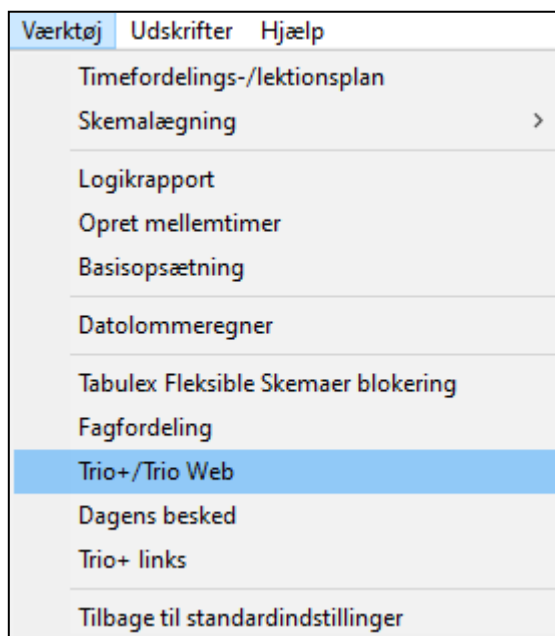 Værktøj Udskrifter Hjælp
Timefordelings-/lektionsplan
Skemalægning
Logikrapport
Opret mellemtimer
Basisopsætning
Datolommeregner
Tabulex Fleksible Skemaer blokering
Fagfordeling
Trio+/Trio Web
Dagens besked
Trio+ links
Tilbage til standardindstillinger